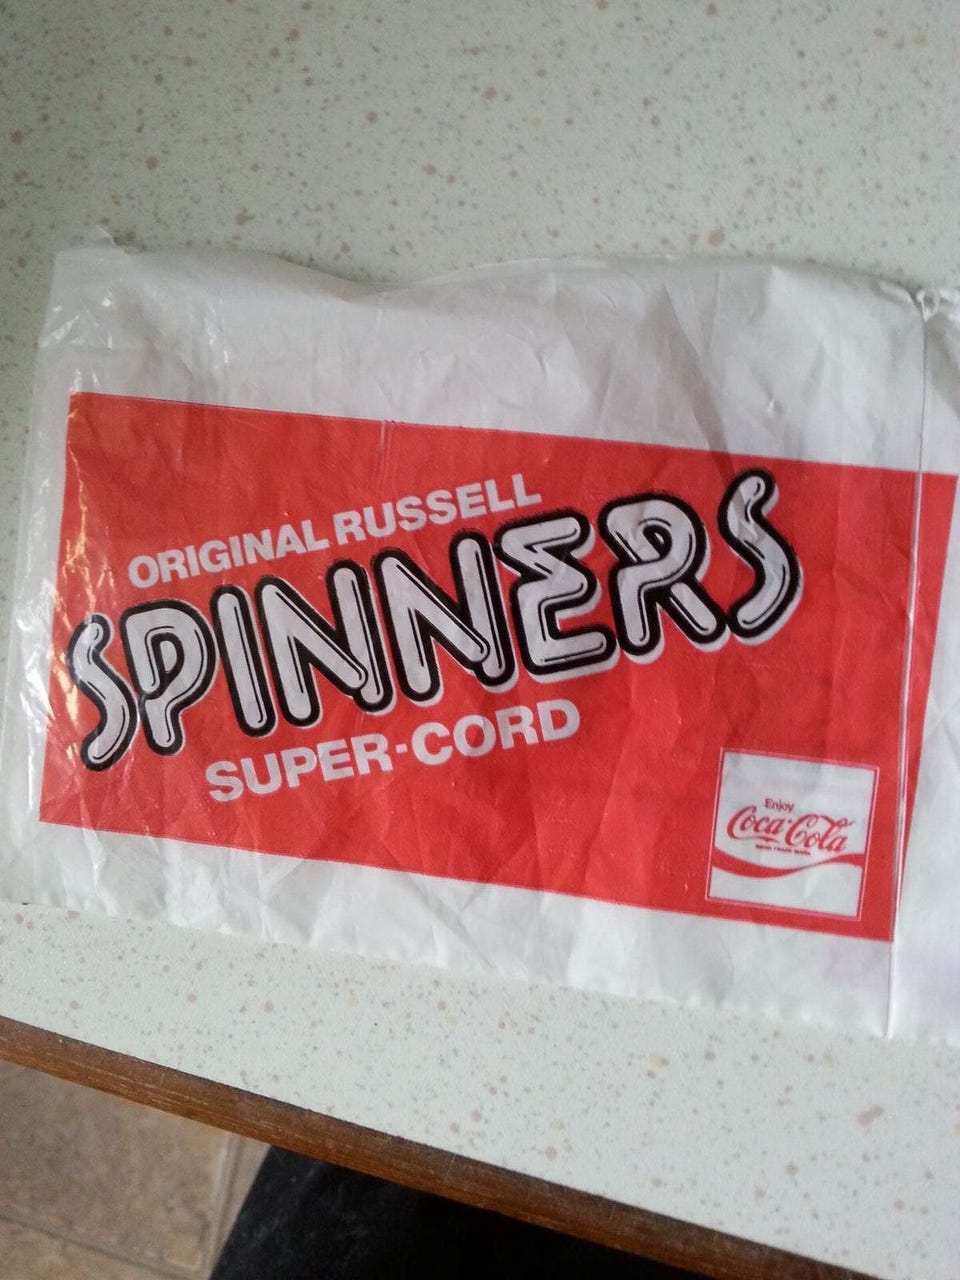 ORIGINAL RUSSELL
SPINNERS
SUPER-CORD
Enjoy
Coca-Cola